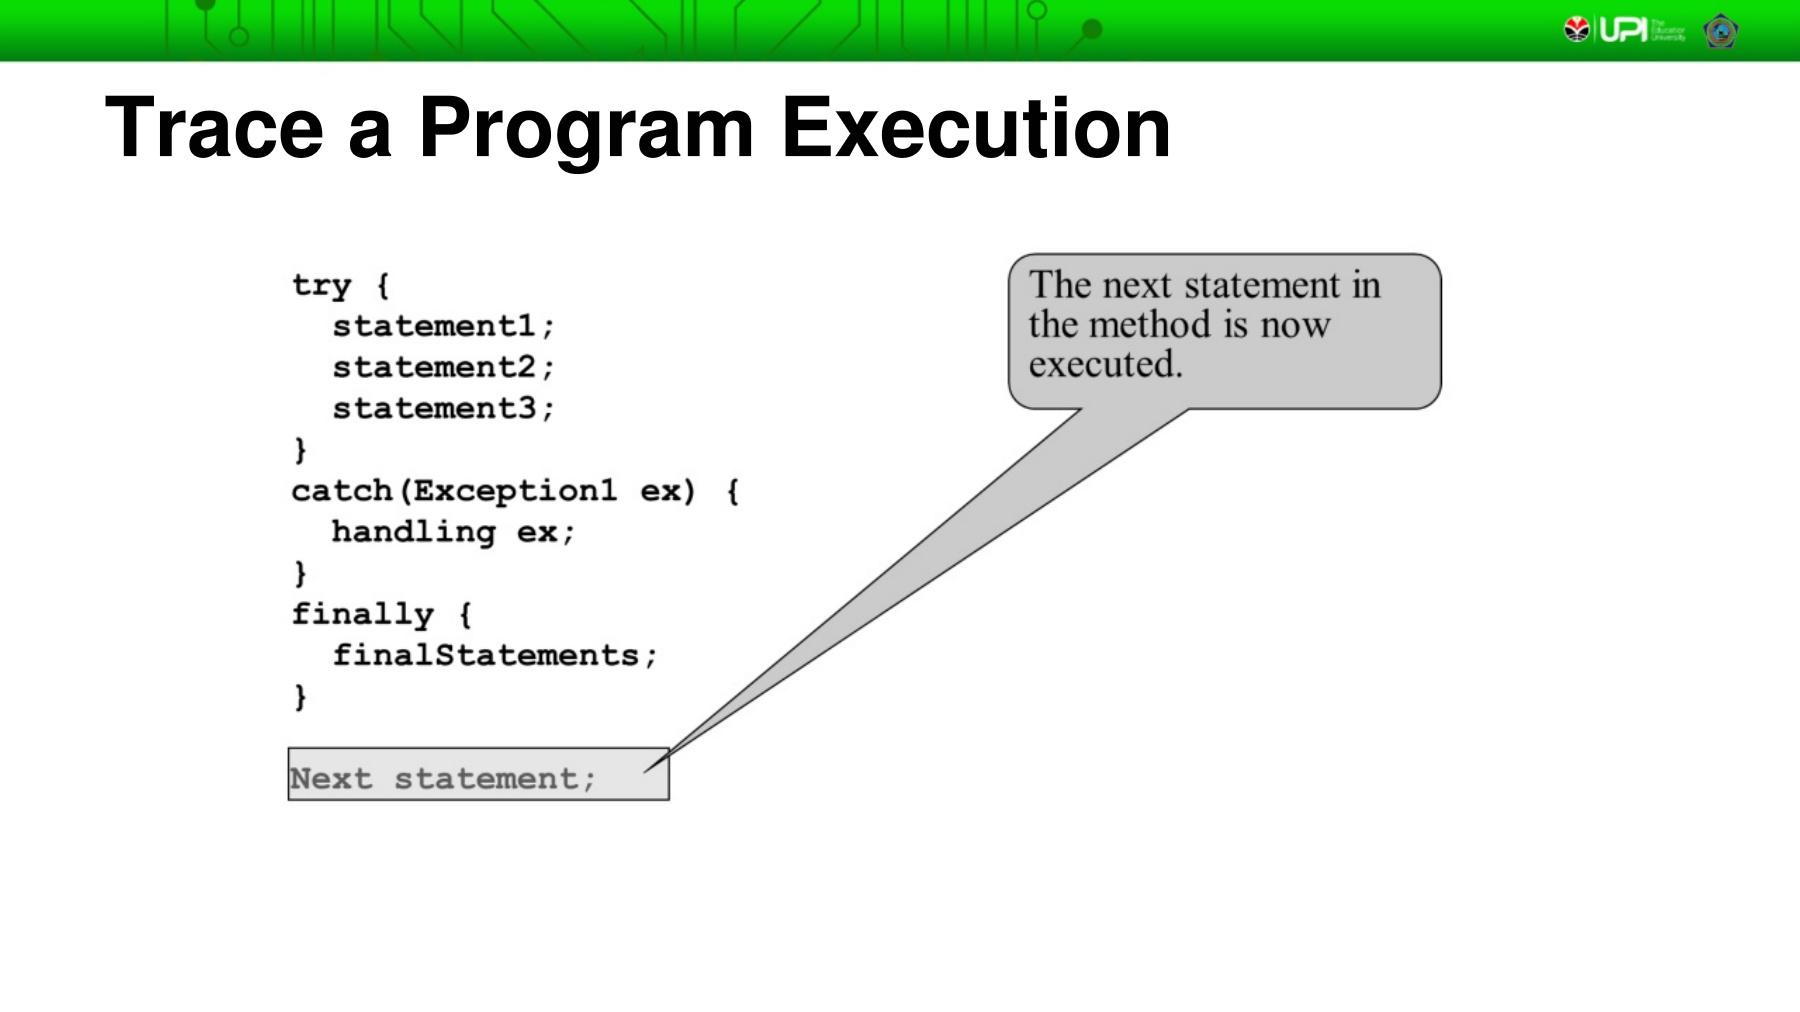 UPI
The
Education
University
Trace a Program Execution
try {
statement1;
statement2;
statement3;
}
catch(Exception1 ex) {
handling ex;
}
finally {
finalStatements;
}
Next statement;
The next statement in
the method is now
executed.